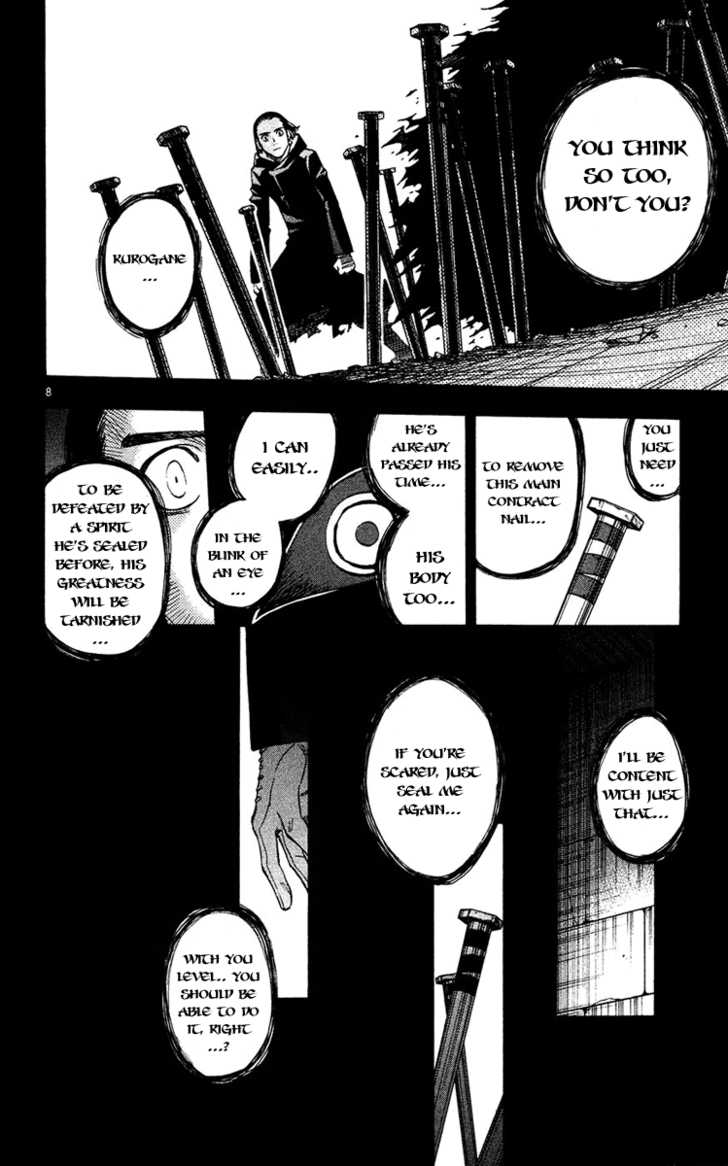 YOU THINK
SO TOO,
DON'T YOU?
KUROGANE
...
8
YOU
JUST
NEED
...
TO REMOVE
THIS MAIN
CONTRACT
NAIL...
HE'S
ALREADY
PASSED HIS
TIME...
HIS
BODY
TOO...
I CAN
EASILY..
IN THE
BLINK OF
AN EYE
...
TO BE
DEFEATED BY
A SPIRIT
HE'S SEALED
BEFORE, HIS
GREATNESS
WILL BE
TARNISHED
...
I'LL BE
CONTENT
WITH JUST
THAT...
IF YOU'RE
SCARED, JUST
SEAL ME
AGAIN...
WITH YOU
LEVEL.. YOU
SHOULD BE
ABLE TO DO
IT, RIGHT
...?